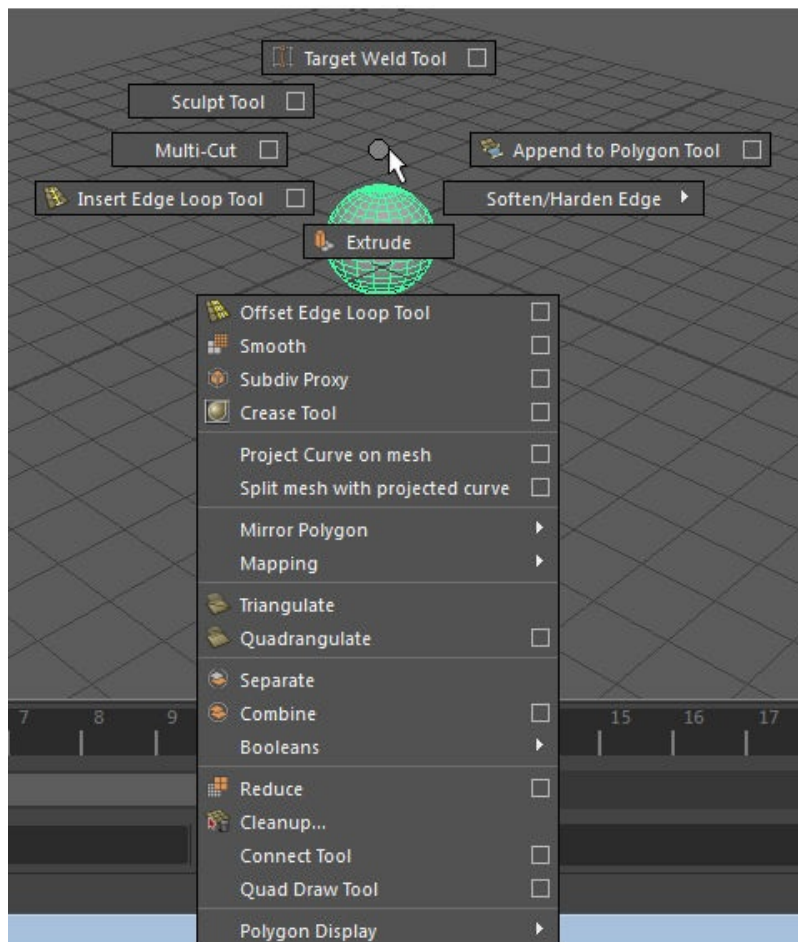 Target Weld Tool
Sculpt Tool
Multi-Cut
Append to Polygon Tool
Insert Edge Loop Tool
Soften/Harden Edge
Extrude
Offset Edge Loop Tool
Smooth
Subdiv Proxy
Crease Tool
Project Curve on mesh
Split mesh with projected curve
Mirror Polygon
Mapping
Triangulate
Quadrangulate
Separate
7 8 9 15 16 17
Combine
Booleans
Reduce
Cleanup...
Connect Tool
Quad Draw Tool
Polygon Display